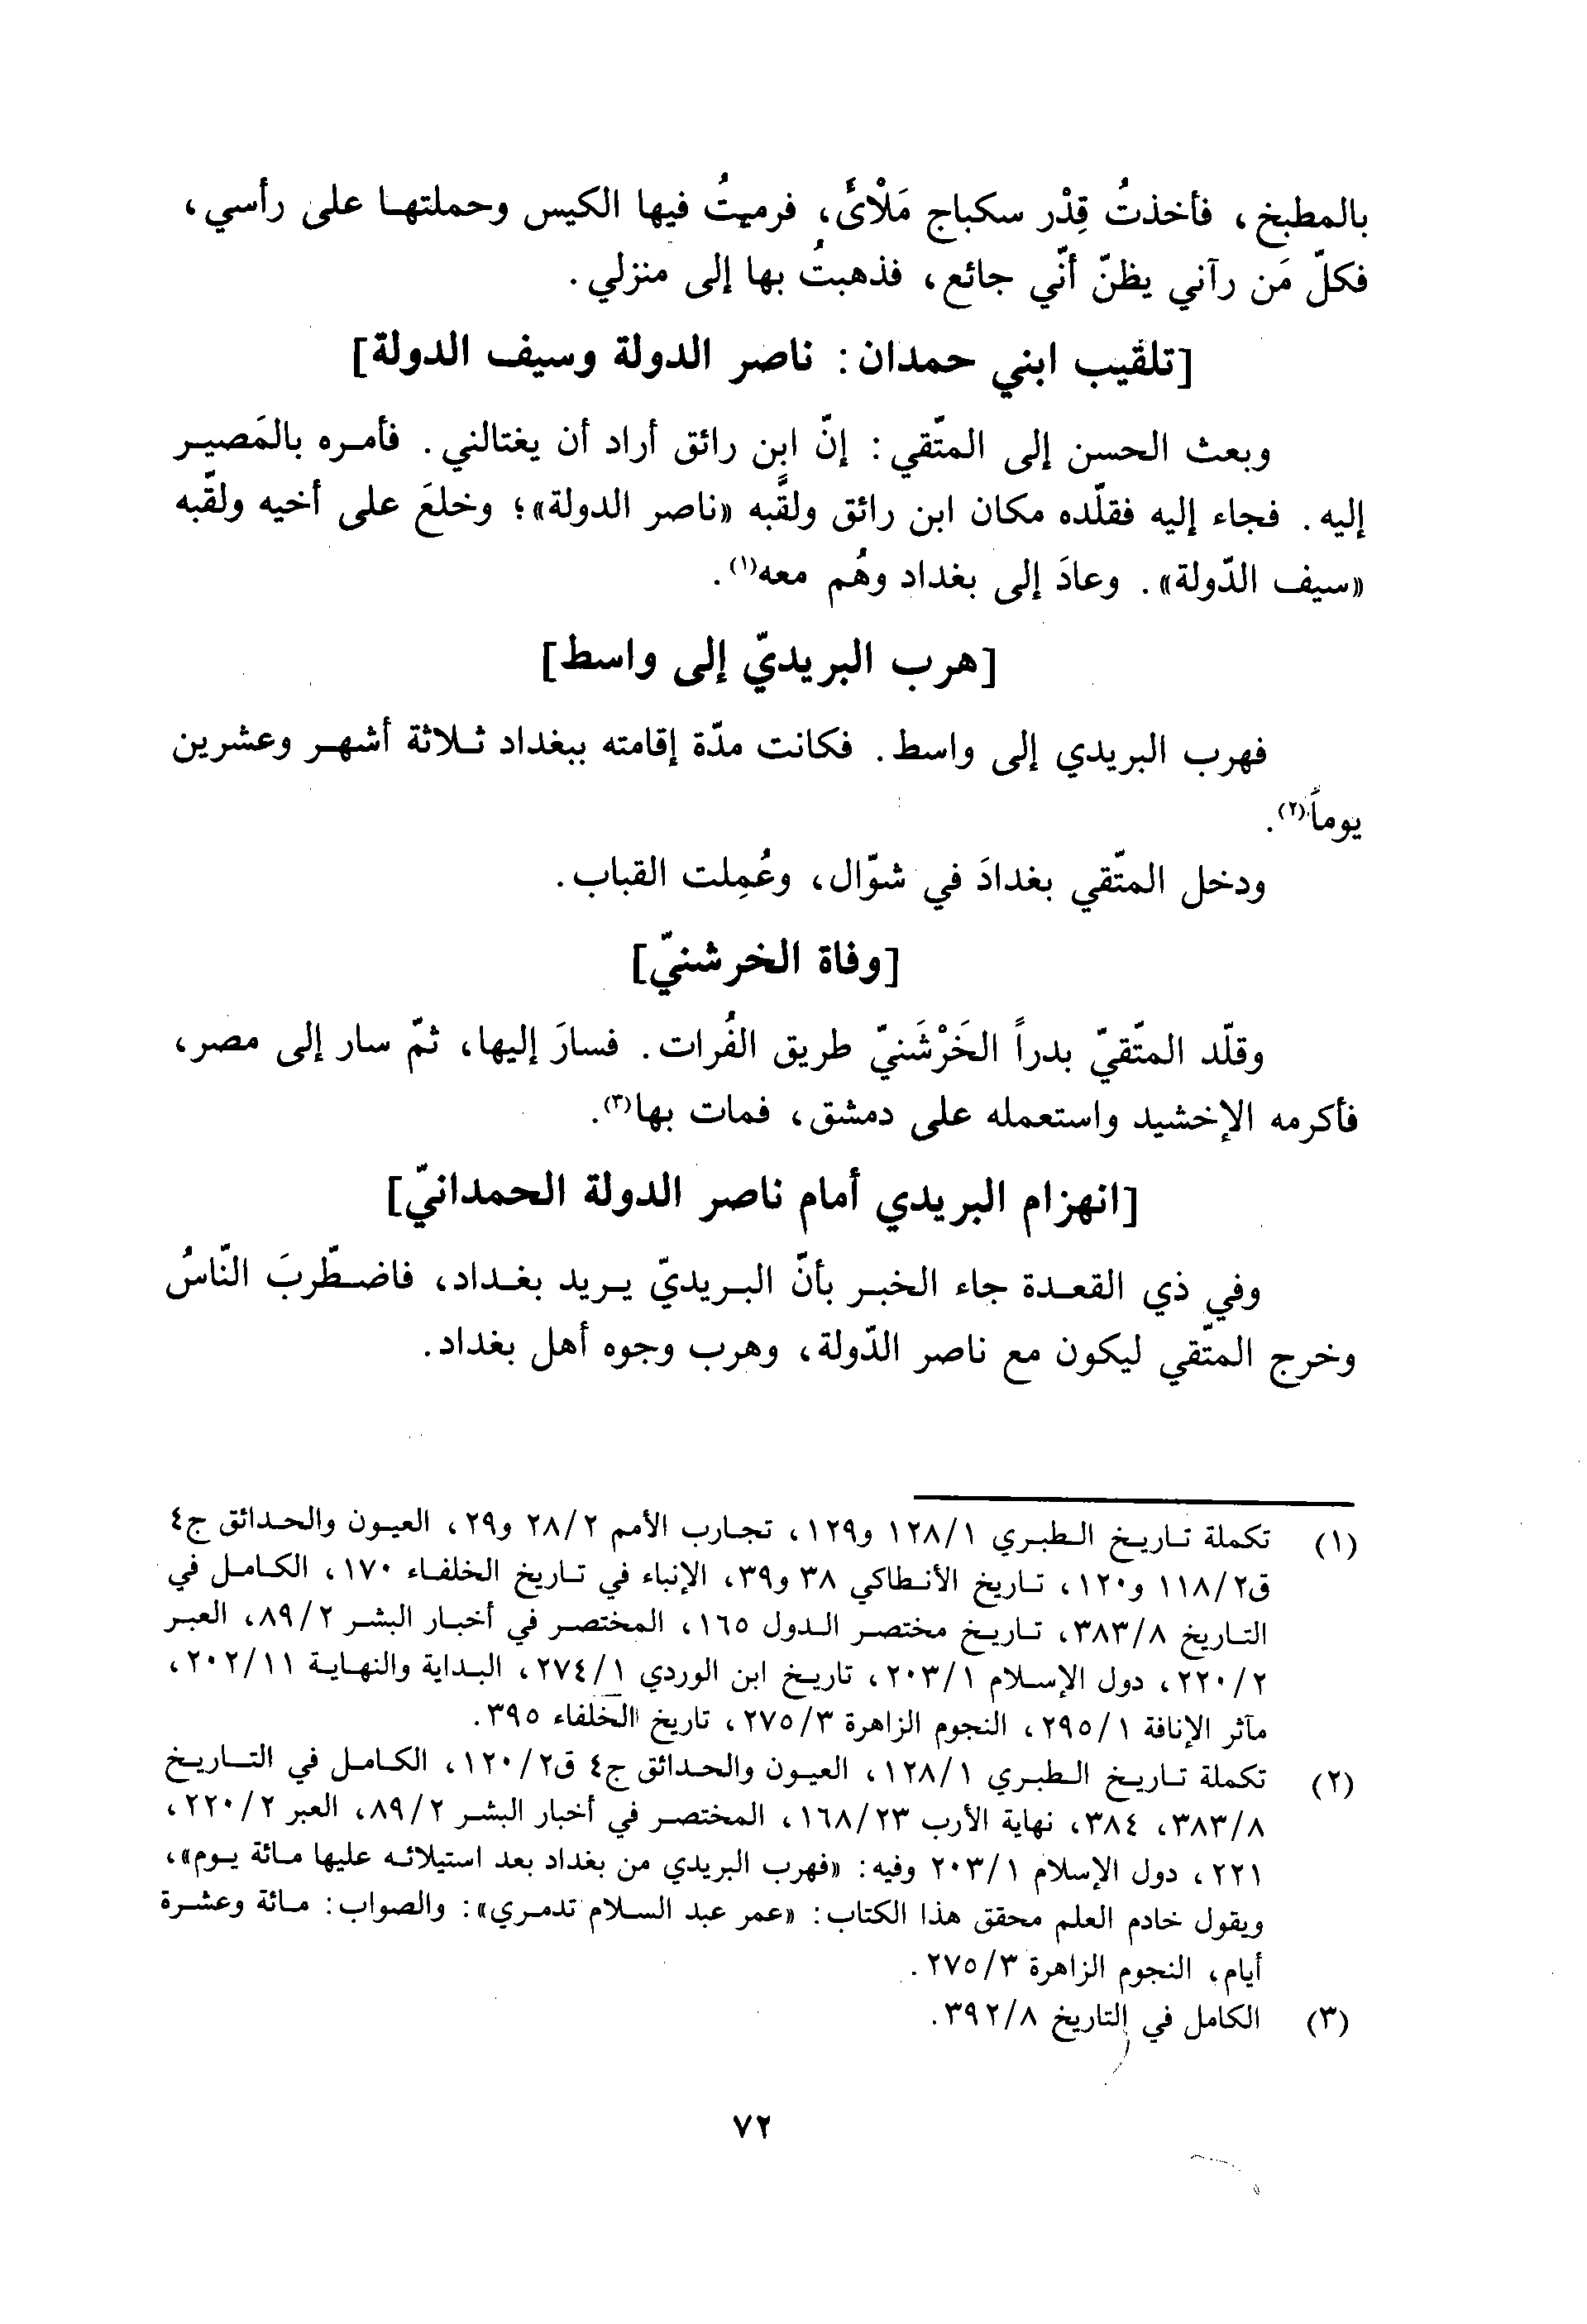 بالمطبخ، فأخذتُ قِدْر سكباج مَلْأىً، فرميتُ فيها الكيس وحملتها على رأسي،
فكلّ مَن رآني يظنّ أنّي جائع، فذهبتُ بها إلى منزلي.
[تلقيب ابني حمدان: ناصر الدولة وسيف الدولة]
وبعث الحسن إلى المتّقي: إنّ ابن رائق أراد أن يغتالني. فأمره بالمَصير
إليه. فجاء إليه فقلّده مكان ابن رائق ولقَّبه «ناصر الدولة»؛ وخلعَ على أخيه ولقّبه
«سيف الدّولة». وعادَ إلى بغداد وهُم معه(١).
[هرب البريديّ إلى واسط]
فهرب البريدي إلى واسط. فكانت مدّة إقامته ببغداد ثلاثة أشهر وعشرين
يوماً(٢).
ودخل المتّقي بغدادَ في شوّال، وعُمِلت القباب.
[وفاة الخرشنيّ]
وقلّد المتّقيّ بدراً الخَرْشَنيّ طريق الفُرات. فسارَ إليها، ثمّ سار إلى مصر،
فأكرمه الإخشيد واستعمله على دمشق، فمات بها(٣).
[انهزام البريدي أمام ناصر الدولة الحمدانيّ]
وفي ذي القعدة جاء الخبر بأنّ البريديّ يريد بغداد، فاضطّربَ النّاسُ
وخرج المتّقي ليكون مع ناصر الدّولة، وهرب وجوه أهل بغداد.
(١) تكملة تاريخ الطبري ١/١٢٨ و١٢٩، تجارب الأمم ٢/٢٨ و٢٩، العيون والحدائق ج٤
ق٢/١١٨ و١٢٠، تاريخ الأنطاكي ٣٨ و٣٩، الإنباء في تاريخ الخلفاء ١٧٠، الكامل في
التاريخ ٨/٣٨٣، تاريخ مختصر الدول ١٦٥، المختصر في أخبار البشر ٢/٨٩، العبر
٢/٢٢٠، دول الإسلام ١/٢٠٣، تاريخ ابن الوردي ١/٢٧٤، البداية والنهاية ١١/٢٠٢،
مآثر الإنافة ١/٢٩٥، النجوم الزاهرة ٣/٢٧٥، تاريخ الخلفاء ٣٩٥.
(٢) تكملة تاريخ الطبري ١/١٢٨، العيون والحدائق ج٤ ق٢/١٢٠، الكامل في التاريخ
٨/٣٨٣، ٣٨٤، نهاية الأرب ٢٣/١٦٨، المختصر في أخبار البشر ٢/٨٩، العبر ٢/٢٢٠،
٢٢١، دول الإسلام ١/٢٠٣ وفيه: «فهرب البريدي من بغداد بعد استيلائه عليها مائة يوم»،
ويقول خادم العلم محقق هذا الكتاب: «عمر عبد السلام تدمري»: والصواب: مائة وعشرة
أيام، النجوم الزاهرة ٣/٢٧٥.
(٣) الكامل في التاريخ ٨/٣٩٢.
٧٢